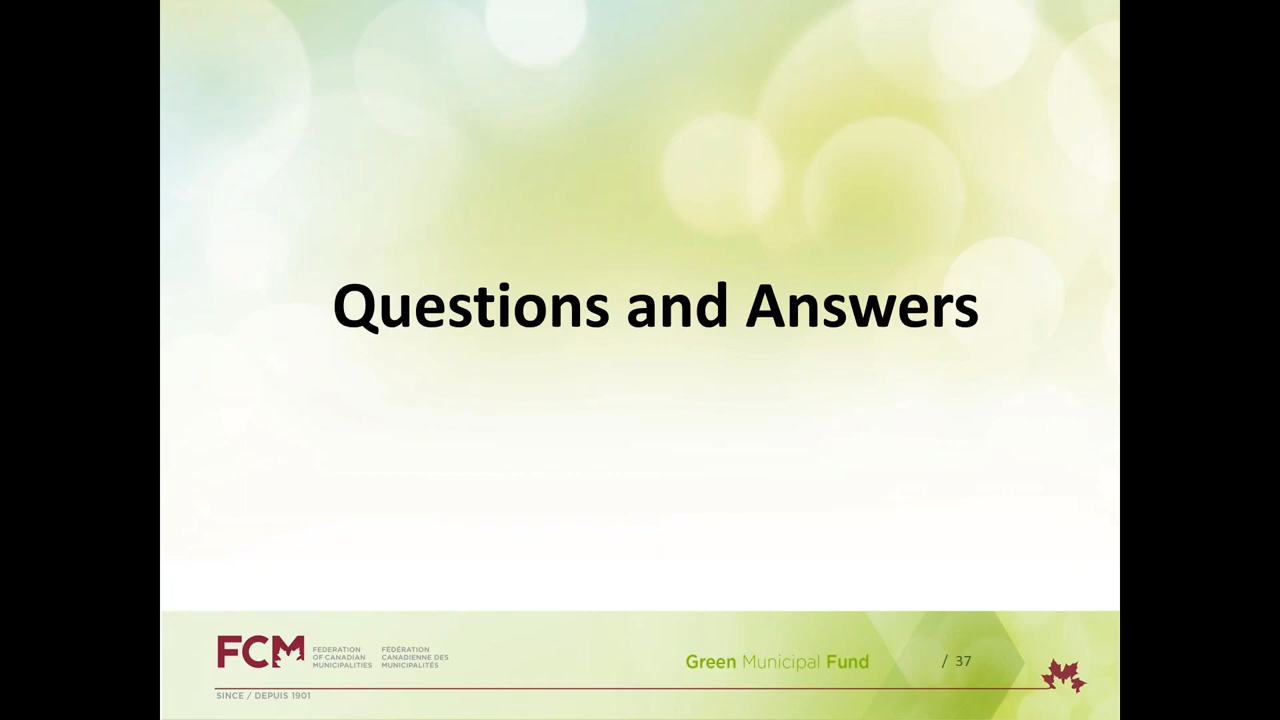 Questions and Answers
FCM
FEDERATION
OF CANADIAN
MUNICIPALITIES
FÉDÉRATION
CANADIENNE DES
MUNICIPALITÉS
Green Municipal Fund
/ 37
SINCE / DEPUIS 1901